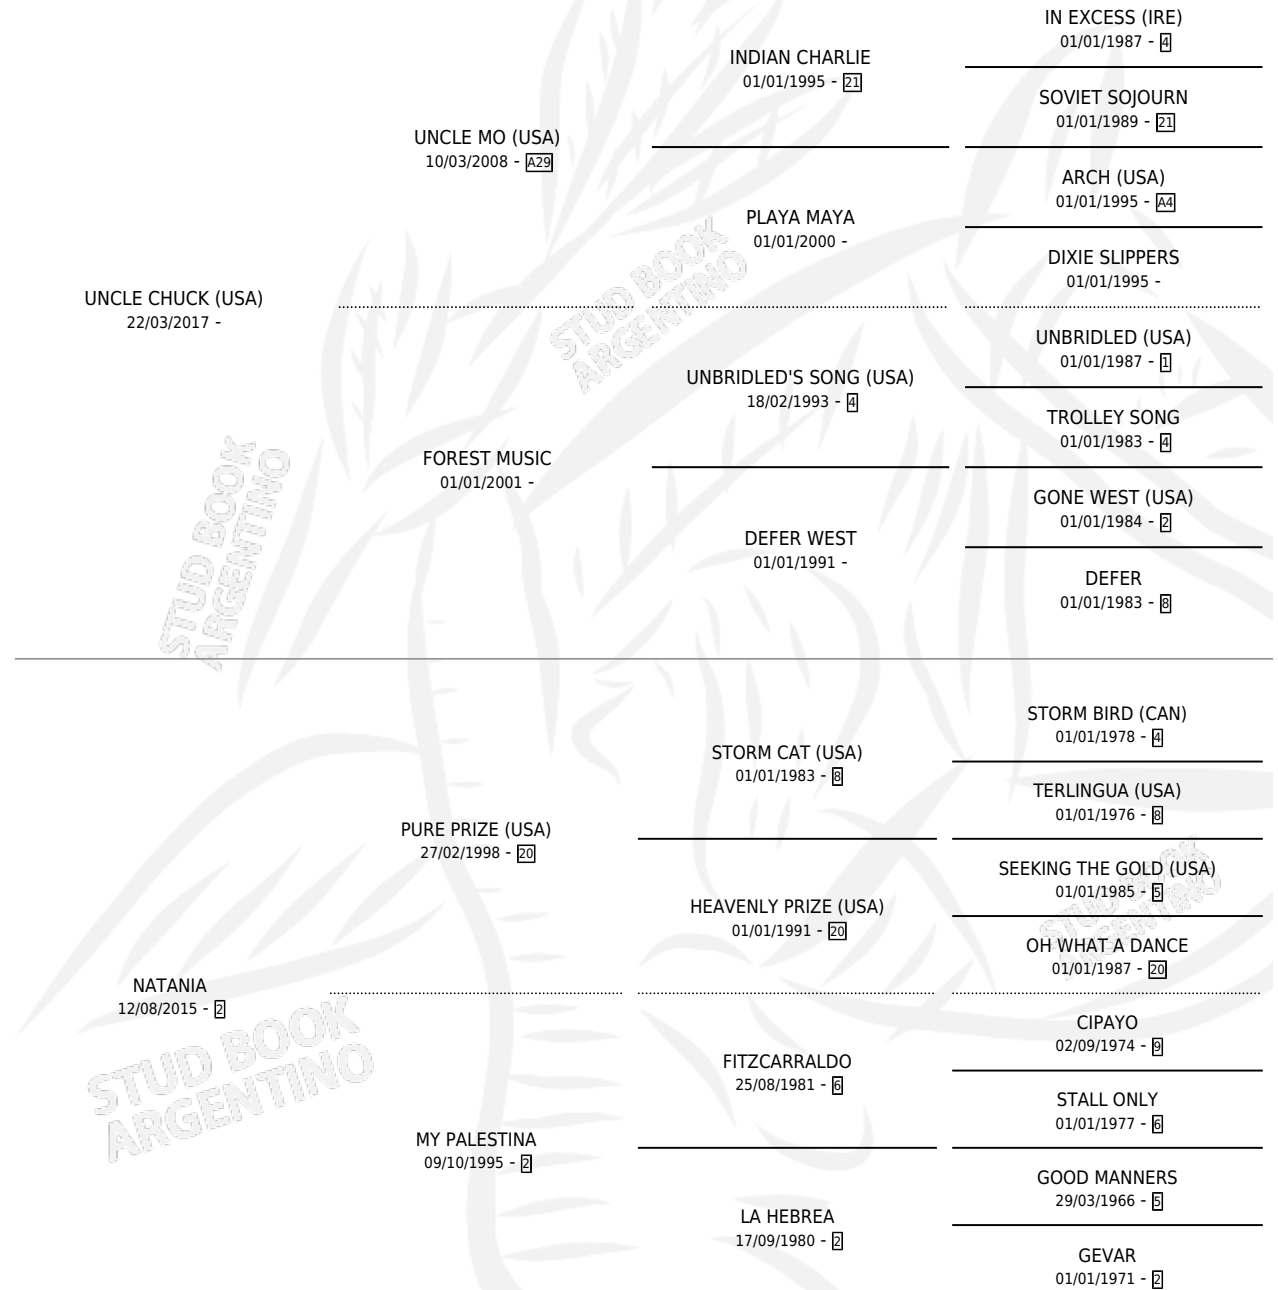 IN EXCESS (IRE)
01/01/1987 - 4
INDIAN CHARLIE
01/01/1995 - 21
SOVIET SOJOURN
01/01/1989 - 21
UNCLE MO (USA)
10/03/2008 - A29
ARCH (USA)
01/01/1995 - A4
PLAYA MAYA
01/01/2000 -
DIXIE SLIPPERS
01/01/1995 -
UNCLE CHUCK (USA)
22/03/2017 -
UNBRIDLED (USA)
01/01/1987 - 1
UNBRIDLED'S SONG (USA)
18/02/1993 - 4
TROLLEY SONG
01/01/1983 - 4
FOREST MUSIC
01/01/2001 -
GONE WEST (USA)
01/01/1984 - 2
DEFER WEST
01/01/1991 -
DEFER
01/01/1983 - 8
STORM BIRD (CAN)
01/01/1978 - 4
STORM CAT (USA)
01/01/1983 - 8
TERLINGUA (USA)
01/01/1976 - 8
PURE PRIZE (USA)
27/02/1998 - 20
SEEKING THE GOLD (USA)
01/01/1985 - 5
HEAVENLY PRIZE (USA)
01/01/1991 - 20
OH WHAT A DANCE
01/01/1987 - 20
NATANIA
12/08/2015 - 2
CIPAYO
02/09/1974 - 9
FITZCARRALDO
25/08/1981 - 6
STALL ONLY
01/01/1977 - 6
MY PALESTINA
09/10/1995 - 2
GOOD MANNERS
29/03/1966 - 5
LA HEBREA
17/09/1980 - 2
GEVAR
01/01/1971 - 2
STUD BOOK
ARGENTINO
STUD BOOK
ARGENTINO
STUD BOOK
ARGENTINO
STUD BOOK
ARGENTINO